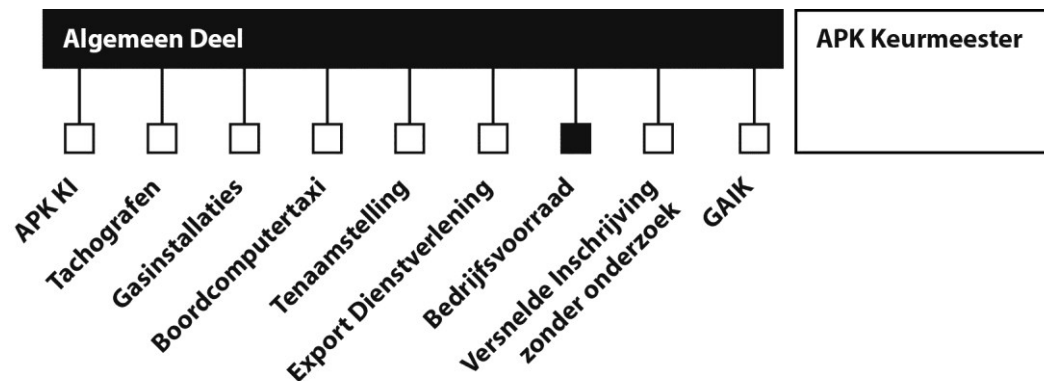 Algemeen Deel
APK Keurmeester
APK KI
Tachografen
Gasinstallaties
Boordcomputertaxi
Tenaamstelling
Export Dienstverlening
Bedrijfsvoorraad
Versnelde Inschrijving
zonder onderzoek
GAIK